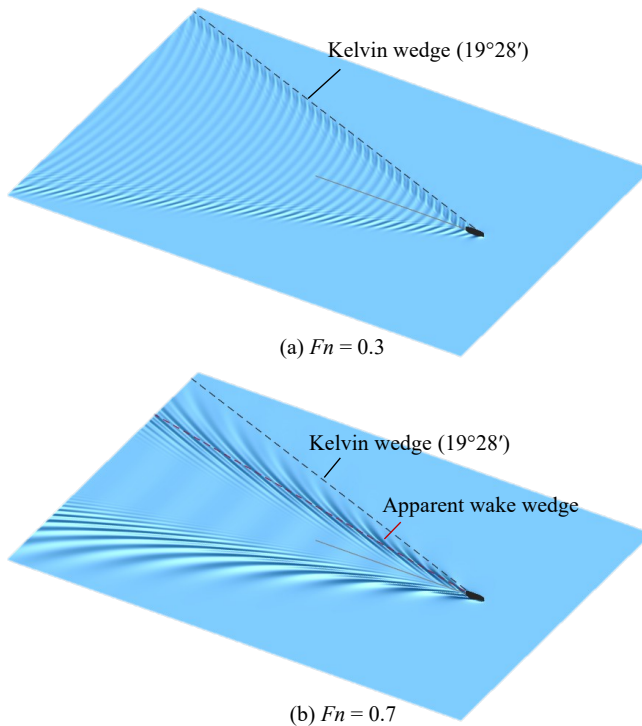 Kelvin wedge (19°28′)
(a) Fn = 0.3
Kelvin wedge (19°28′)
Apparent wake wedge
(b) Fn = 0.7